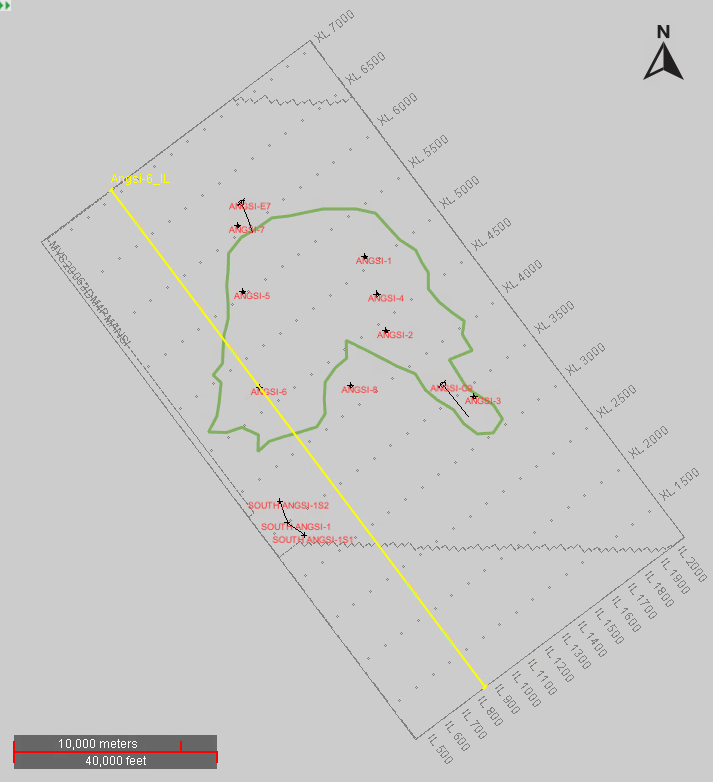 N
XL 7000
XL 6500
XL 6000
XL 5500
XL 5000
XL 4500
XL 4000
XL 3500
XL 3000
XL 2500
XL 2000
XL 1500
Angsi-6_IL
ANGSI-E7
ANGSI-7
ANGSI-1
ANGSI-5
ANGSI-4
ANGSI-2
ANGSI-6
ANGSI-8
ANGSI-3
SOUTH ANGSI-1S2
SOUTH ANGSI-1
SOUTH ANGSI-1S1
IL 2000
IL 1900
IL 1800
IL 1700
IL 1600
IL 1500
IL 1400
IL 1300
IL 1200
IL 1100
IL 1000
IL 900
IL 800
IL 700
IL 600
IL 500
10,000 meters
40,000 feet